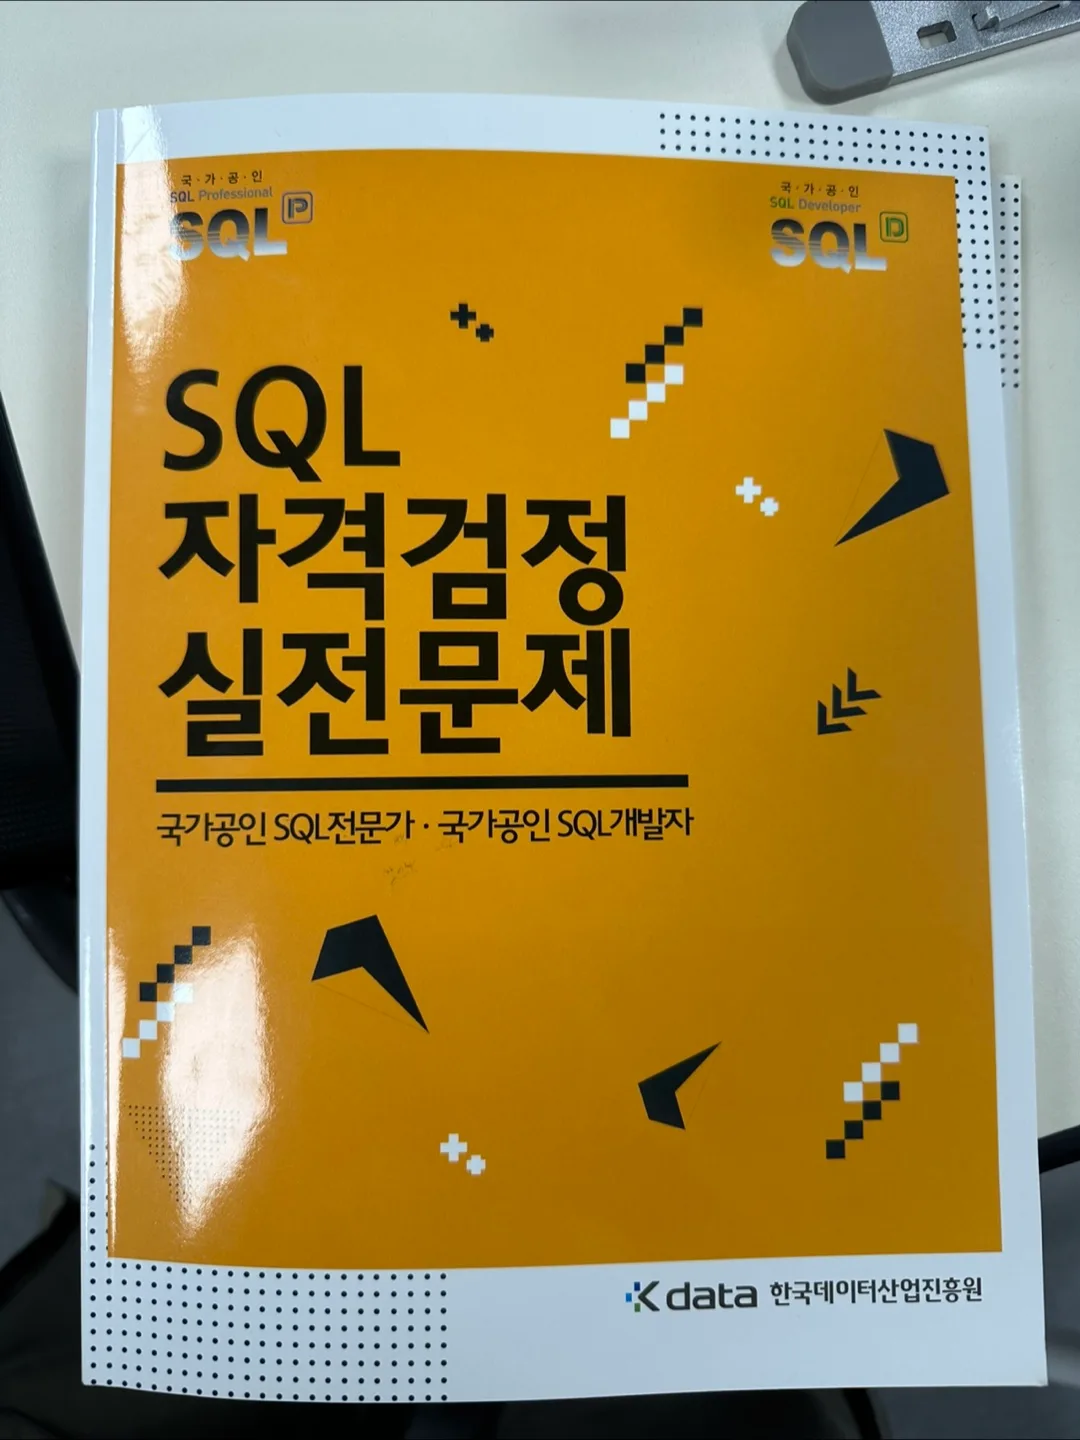 국·가·공·인
SQL Professional
SQL P
국·가·공·인
SQL Developer
SQL D
SQL
자격검정
실전문제
국가공인 SQL전문가 · 국가공인 SQL개발자
Kdata 한국데이터산업진흥원